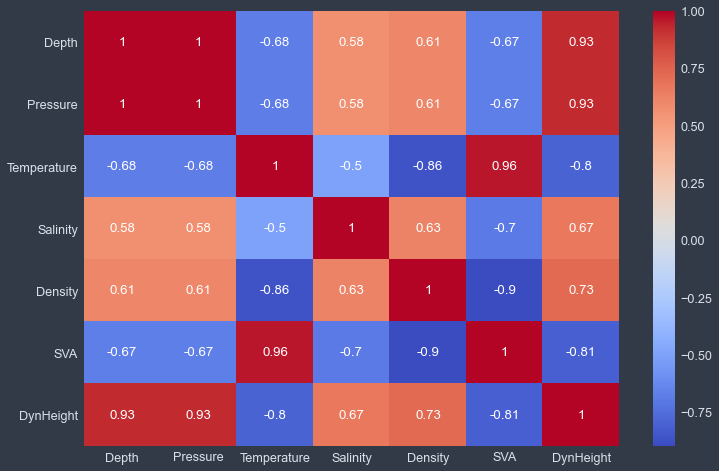 1.00
Depth 1 1 -0.68 0.58 0.61 -0.67 0.93
0.75
Pressure 1 1 -0.68 0.58 0.61 -0.67 0.93
0.50
Temperature -0.68 -0.68 1 -0.5 -0.86 0.96 -0.8
0.25
Salinity 0.58 0.58 -0.5 1 0.63 -0.7 0.67
0.00
Density 0.61 0.61 -0.86 0.63 1 -0.9 0.73
−0.25
SVA -0.67 -0.67 0.96 -0.7 -0.9 1 -0.81
−0.50
DynHeight 0.93 0.93 -0.8 0.67 0.73 -0.81 1
−0.75
Depth Pressure Temperature Salinity Density SVA DynHeight